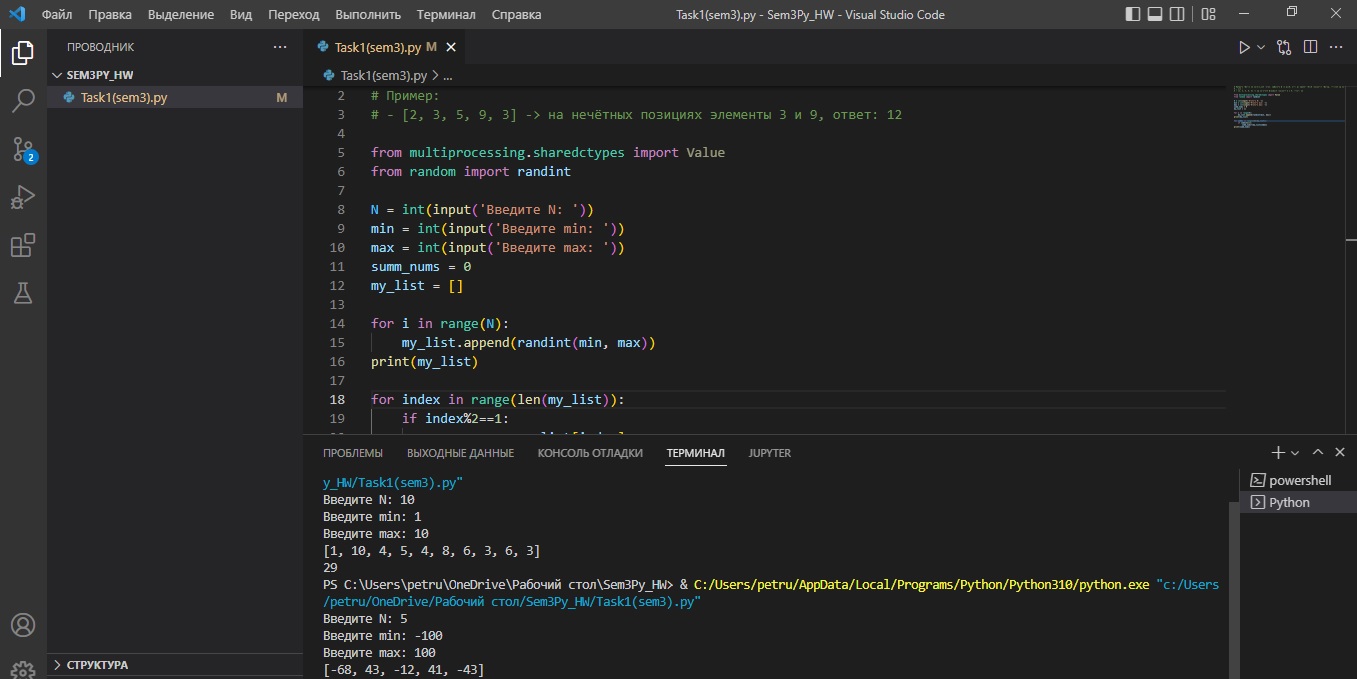 Файл Правка Выделение Вид Переход Выполнить Терминал Справка Task1(sem3).py - Sem3Py_HW - Visual Studio Code
ПРОВОДНИК
SEM3PY_HW
Task1(sem3).py M
2
СТРУКТУРА
Task1(sem3).py M
Task1(sem3).py > ...
2 # Пример:
3 # - [2, 3, 5, 9, 3] -> на нечётных позициях элементы 3 и 9, ответ: 12
4
5 from multiprocessing.sharedctypes import Value
6 from random import randint
7
8 N = int(input('Введите N: '))
9 min = int(input('Введите min: '))
10 max = int(input('Введите max: '))
11 summ_nums = 0
12 my_list = []
13
14 for i in range(N):
15 my_list.append(randint(min, max))
16 print(my_list)
17
18 for index in range(len(my_list)):
19 if index%2==1:
ПРОБЛЕМЫ ВЫХОДНЫЕ ДАННЫЕ КОНСОЛЬ ОТЛАДКИ ТЕРМИНАЛ JUPYTER
y_HW/Task1(sem3).py"
Введите N: 10
Введите min: 1
Введите max: 10
[1, 10, 4, 5, 4, 8, 6, 3, 6, 3]
29
PS C:\Users\petru\OneDrive\Рабочий стол\Sem3Py_HW> & C:/Users/petru/AppData/Local/Programs/Python/Python310/python.exe "c:/Users
/petru/OneDrive/Рабочий стол/Sem3Py_HW/Task1(sem3).py"
Введите N: 5
Введите min: -100
Введите max: 100
[-68, 43, -12, 41, -43]
powershell
Python